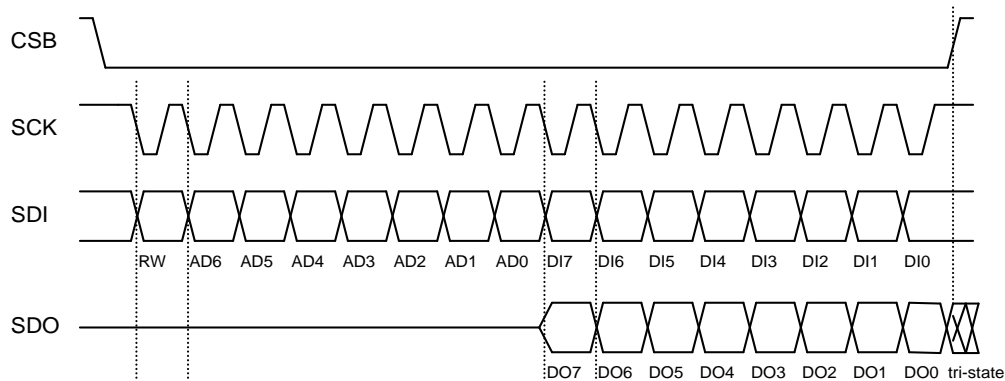 CSB
SCK
SDI
RW AD6 AD5 AD4 AD3 AD2 AD1 AD0 DI7 DI6 DI5 DI4 DI3 DI2 DI1 DI0
SDO
DO7 DO6 DO5 DO4 DO3 DO2 DO1 DO0 tri-state